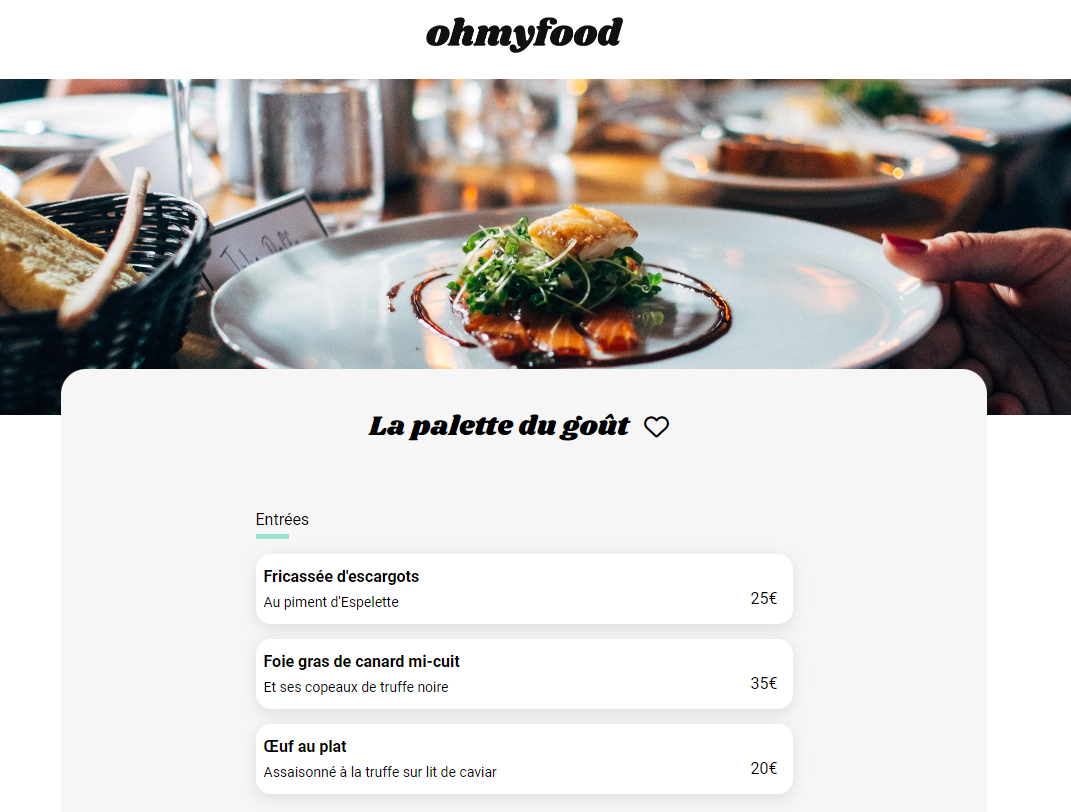 ohmyfood
La palette du goût
Entrées
Fricassée d'escargots
Au piment d'Espelette
25€
Foie gras de canard mi-cuit
Et ses copeaux de truffe noire
35€
Œuf au plat
Assaisonné à la truffe sur lit de caviar
20€